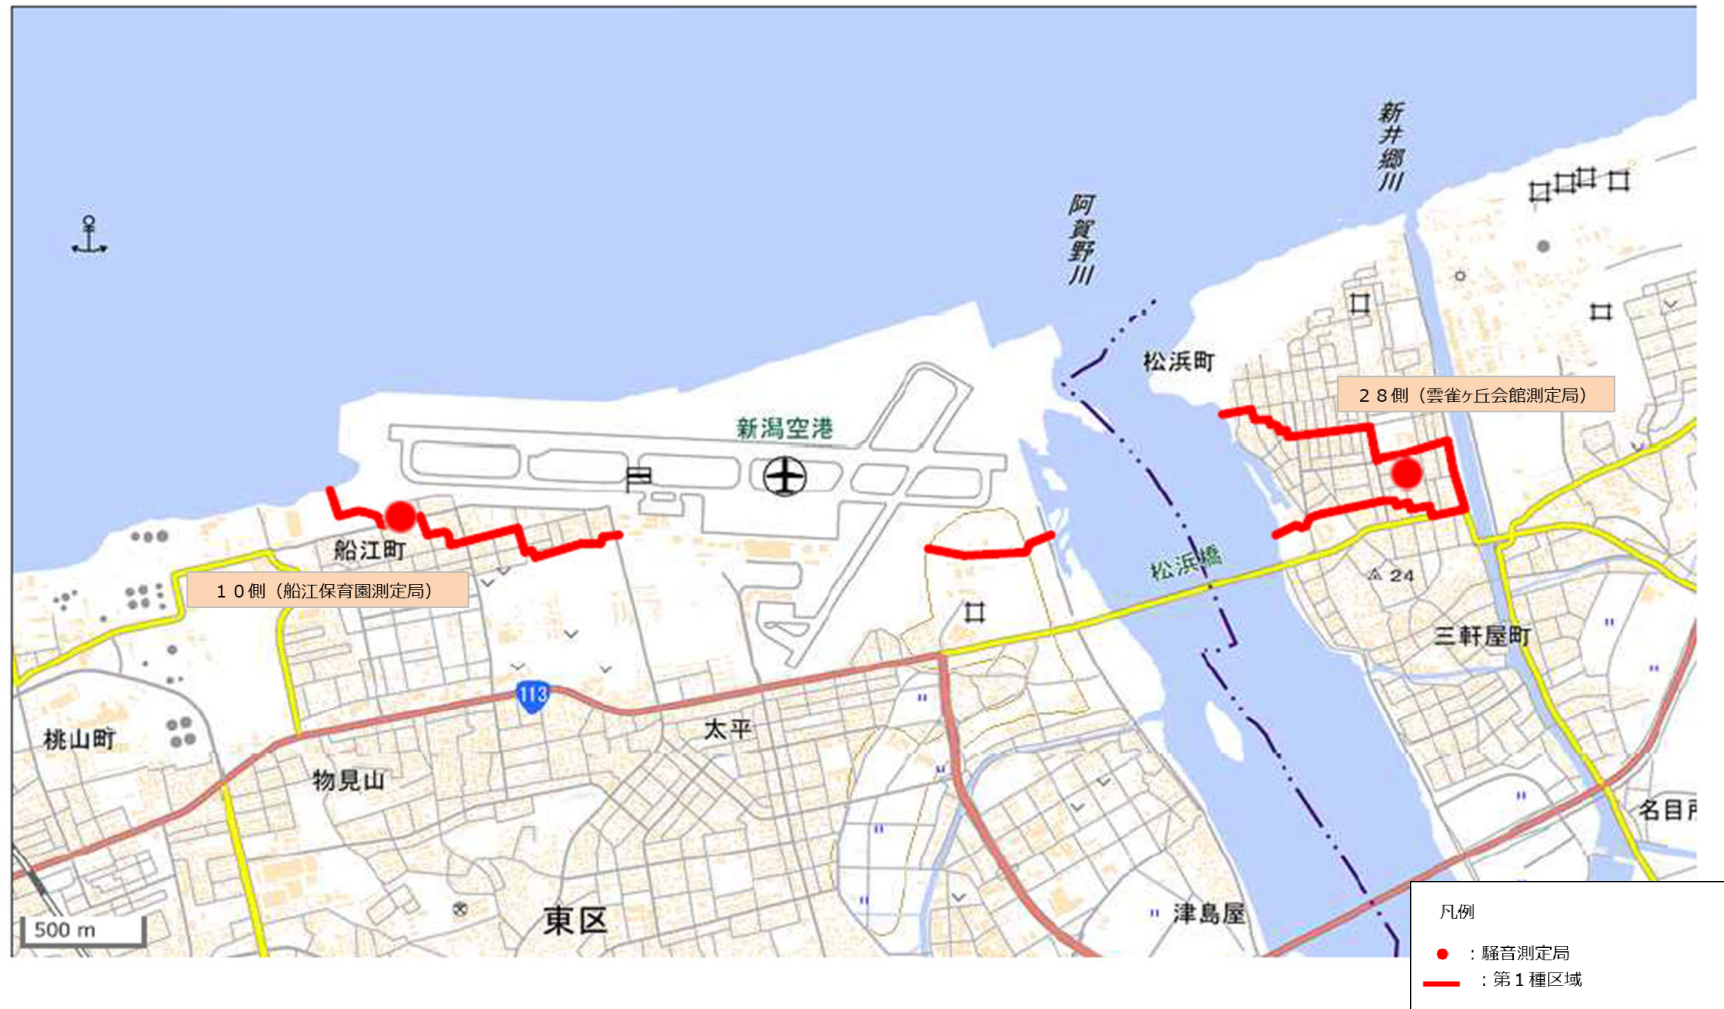 新井郷川
阿賀野川
松浜町
２８側（雲雀ヶ丘会館測定局）
新潟空港
船江町
松浜橋
24
１０側（船江保育園測定局）
三軒屋町
113
太平
桃山町
物見山
名目所
東区
津島屋
500 m
凡例
：騒音測定局
：第１種区域